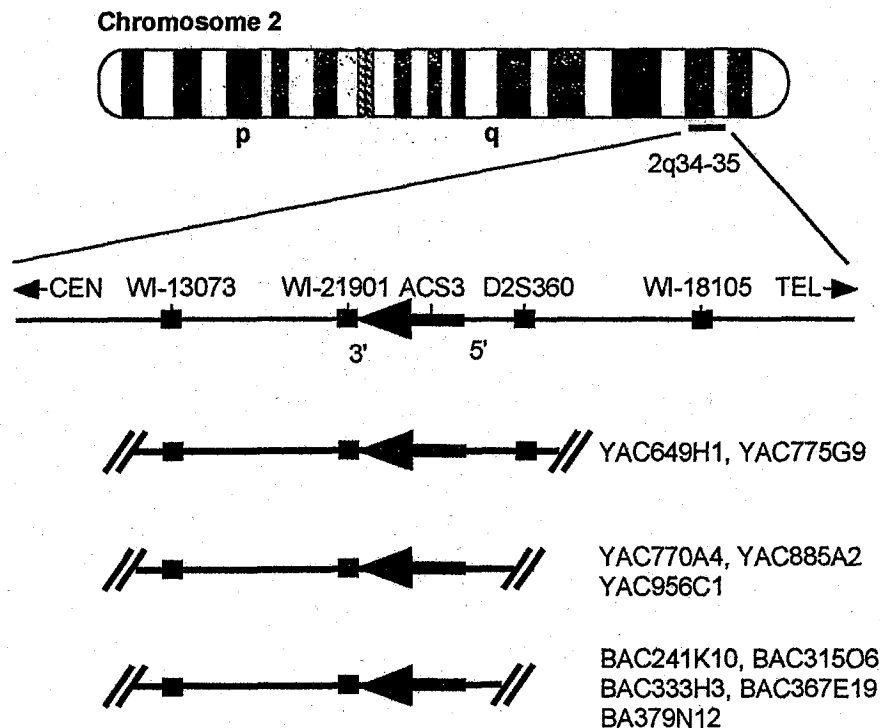 Chromosome 2
p q
2q34-35
CEN WI-13073 WI-21901 ACS3 D2S360 WI-18105 TEL
3' 5'
YAC649H1, YAC775G9
YAC770A4, YAC885A2
YAC956C1
BAC241K10, BAC315O6
BAC333H3, BAC367E19
BA379N12